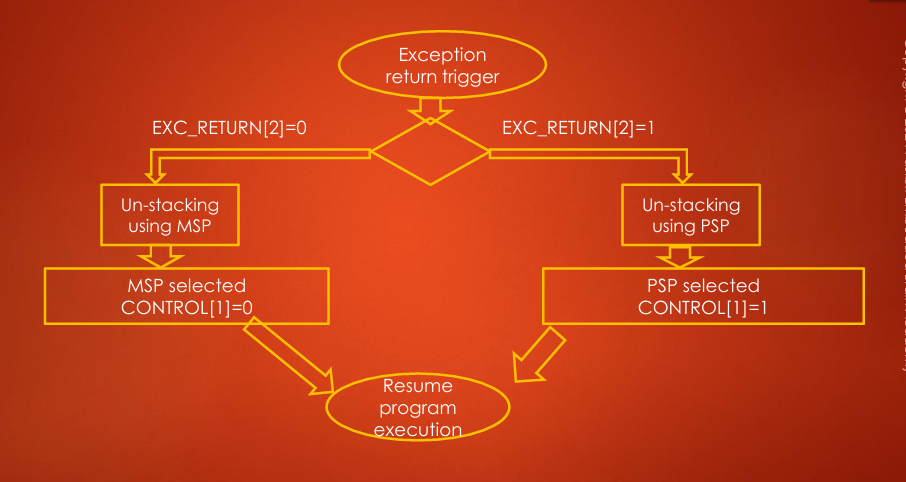 Exception
return trigger
EXC_RETURN[2]=0
EXC_RETURN[2]=1
Un-stacking
using MSP
Un-stacking
using PSP
MSP selected
CONTROL[1]=0
PSP selected
CONTROL[1]=1
Resume
program
execution